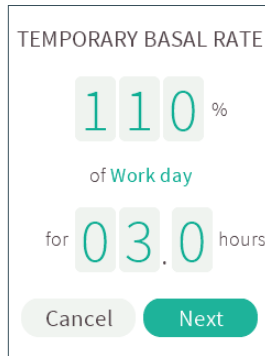 TEMPORARY BASAL RATE
110 %
of Work day
for 03.0 hours
Cancel Next